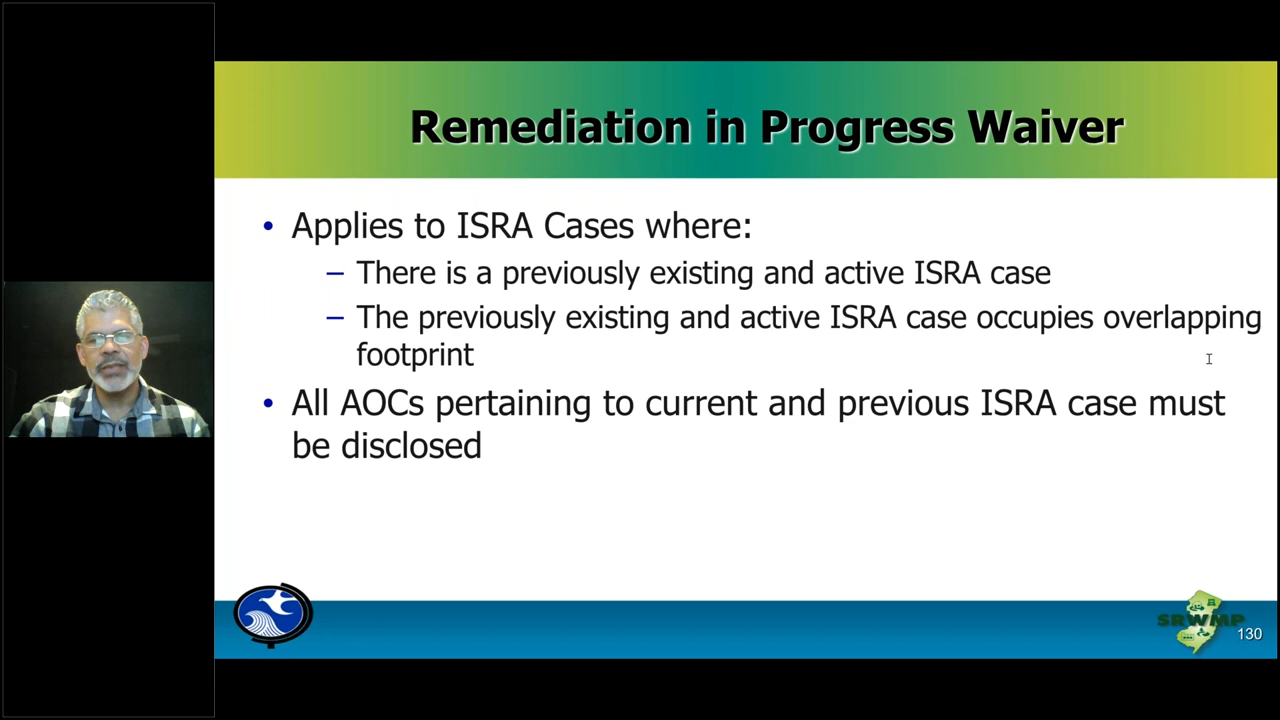 Remediation in Progress Waiver
• Applies to ISRA Cases where:
– There is a previously existing and active ISRA case
– The previously existing and active ISRA case occupies overlapping
footprint
• All AOCs pertaining to current and previous ISRA case must
be disclosed
SRWMP
130